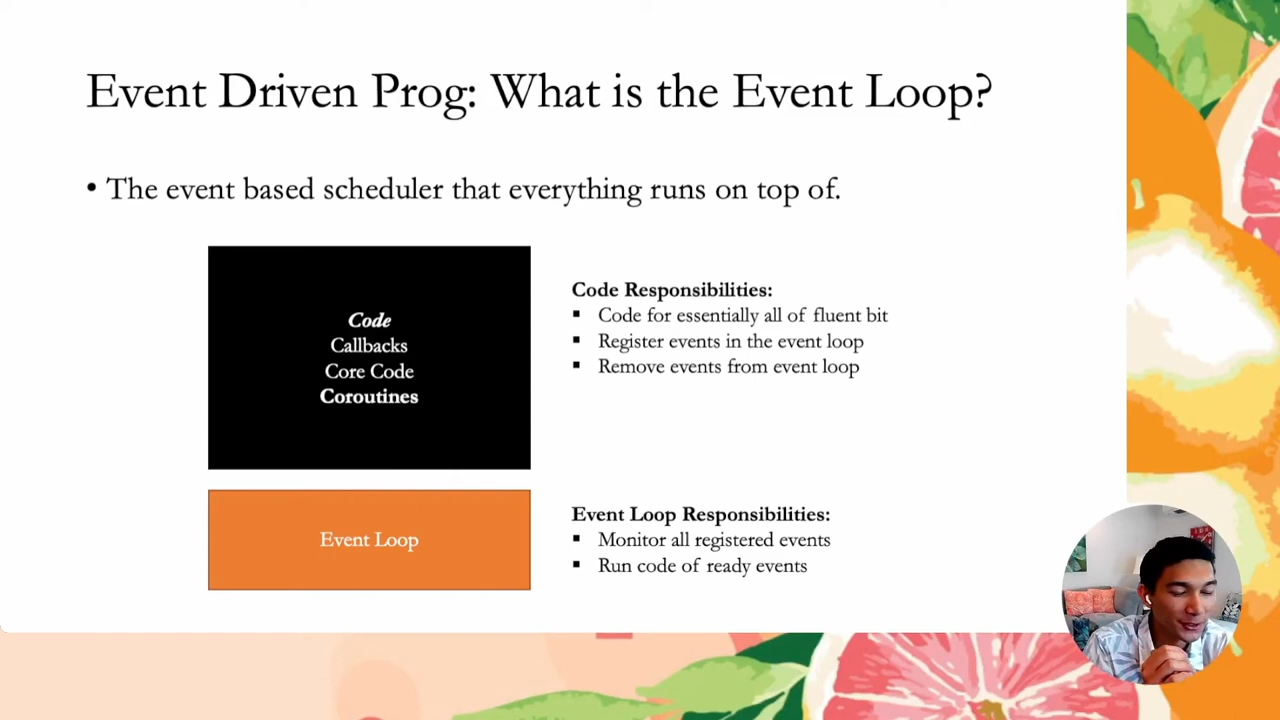 Event Driven Prog: What is the Event Loop?
• The event based scheduler that everything runs on top of.
Code
Callbacks
Core Code
Coroutines
Code Responsibilities:
▪ Code for essentially all of fluent bit
▪ Register events in the event loop
▪ Remove events from event loop
Event Loop
Event Loop Responsibilities:
▪ Monitor all registered events
▪ Run code of ready events